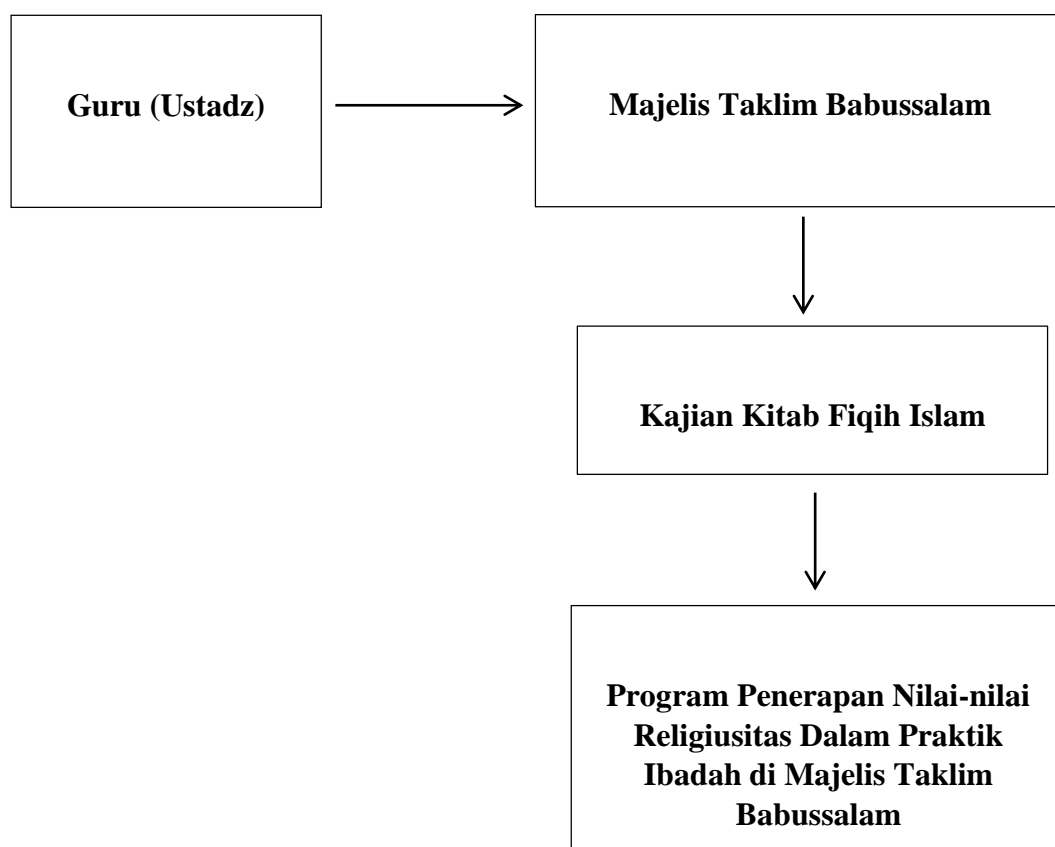 Guru (Ustadz)
Majelis Taklim Babussalam
Kajian Kitab Fiqih Islam
Program Penerapan Nilai-nilai
Religiusitas Dalam Praktik
Ibadah di Majelis Taklim
Babussalam